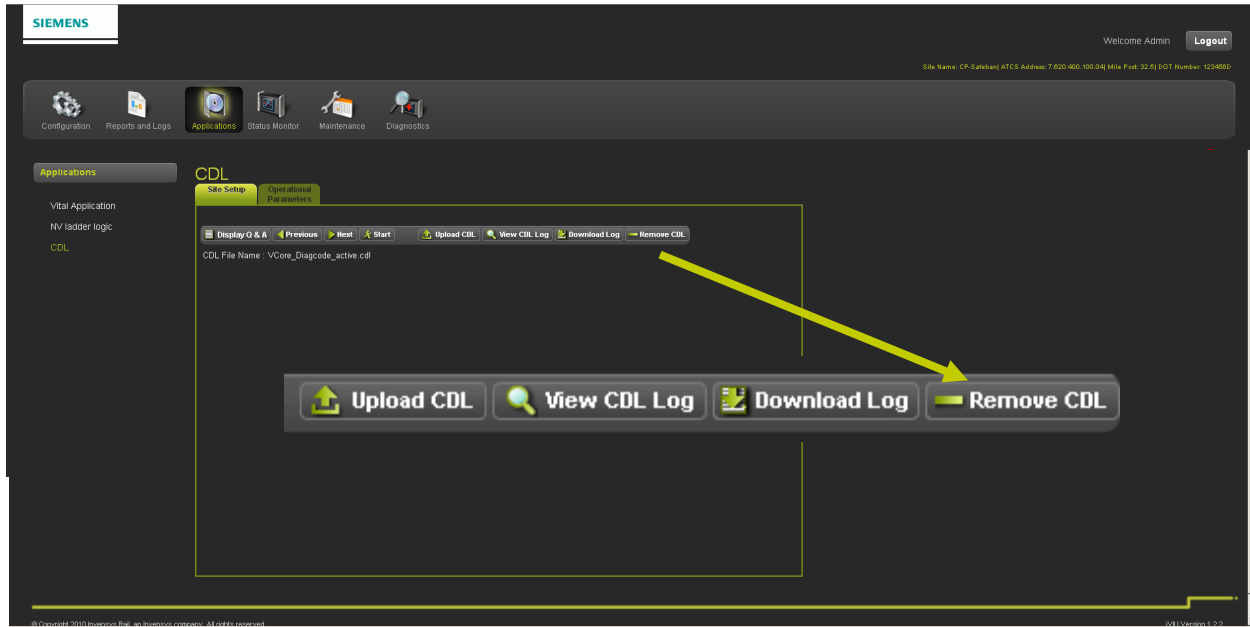 SIEMENS
Welcome Admin Logout
Site Name: CP-Safetran| ATCS Address: 7.620.400.100.04| Mile Post: 32.5| DOT Number: 123456D
Configuration Reports and Logs Applications Status Monitor Maintenance Diagnostics
Applications
Vital Application
NV ladder logic
CDL
CDL
Site Setup
Operational
Parameters
Display Q & A Previous Next Start Upload CDL View CDL Log Download Log Remove CDL
CDL File Name : VCore_Diagcode_active.cdl
Upload CDL View CDL Log Download Log Remove CDL
© Copyright 2010 Invensys Rail, an Invensys company. All rights reserved
Version 1.2.2